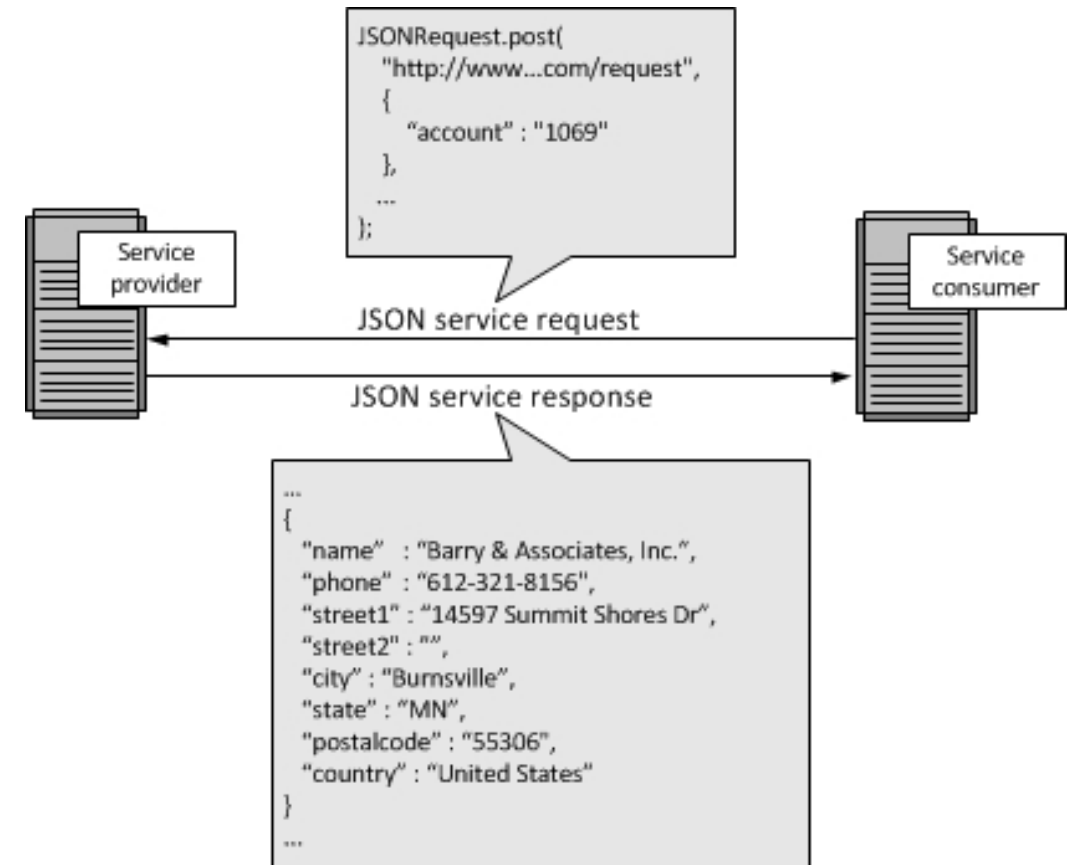 JSONRequest.post(
"http://www...com/request",
{
“account” : "1069"
},
...
);
Service
provider
Service
consumer
JSON service request
JSON service response
...
{
“name” : “Barry & Associates, Inc.”,
“phone” : “612-321-8156",
“street1” : “14597 Summit Shores Dr”,
“street2" : “”,
“city” : “Burnsville”,
“state” : “MN”,
“postalcode” : “55306",
“country” : “United States”
}
...